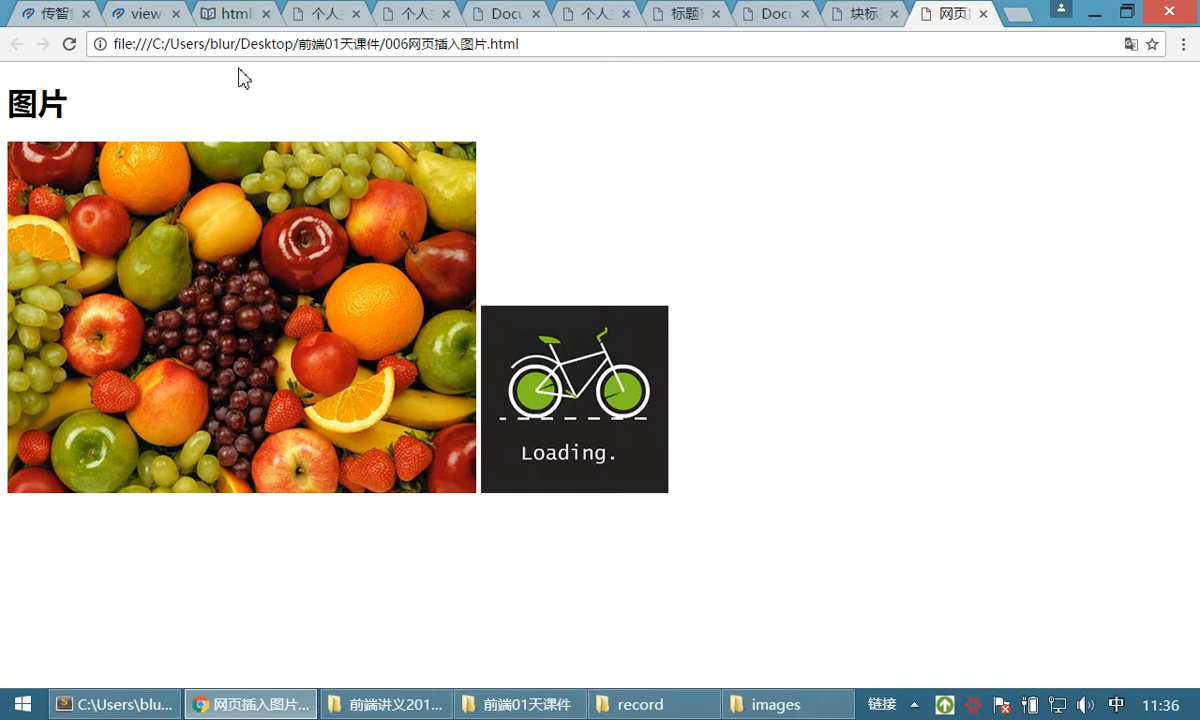 传智
view
html
个人
个人
Docu
个人
标题
Docu
块标
网页
file:///C:/Users/blur/Desktop/前端01天课件/006网页插入图片.html
图片
Loading.
C:\Users\blu...
网页插入图片...
前端讲义201...
前端01天课件
record
images
链接
中
11:36